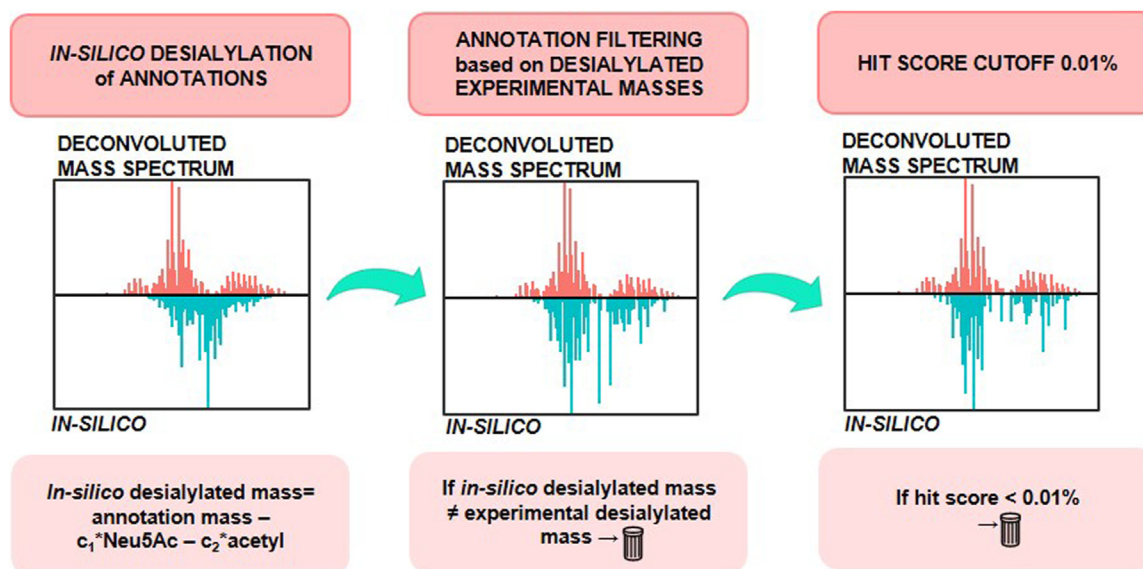 IN-SILICO DESIALYLATION
of ANNOTATIONS
DECONVOLUTED
MASS SPECTRUM
IN-SILICO
In-silico desialylated mass=
annotation mass –
c₁*Neu5Ac – c₂*acetyl
ANNOTATION FILTERING
based on DESIALYLATED
EXPERIMENTAL MASSES
DECONVOLUTED
MASS SPECTRUM
IN-SILICO
If in-silico desialylated mass
≠ experimental desialylated
mass →
HIT SCORE CUTOFF 0.01%
DECONVOLUTED
MASS SPECTRUM
IN-SILICO
If hit score < 0.01%
→